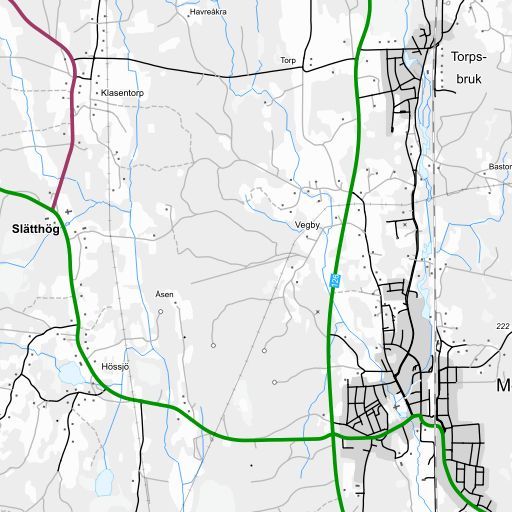 Havreåkra
Torp
Torps-
bruk
Klasentorp
Bastor
Slätthög
Vegby
Åsen
222
Hössjö
M